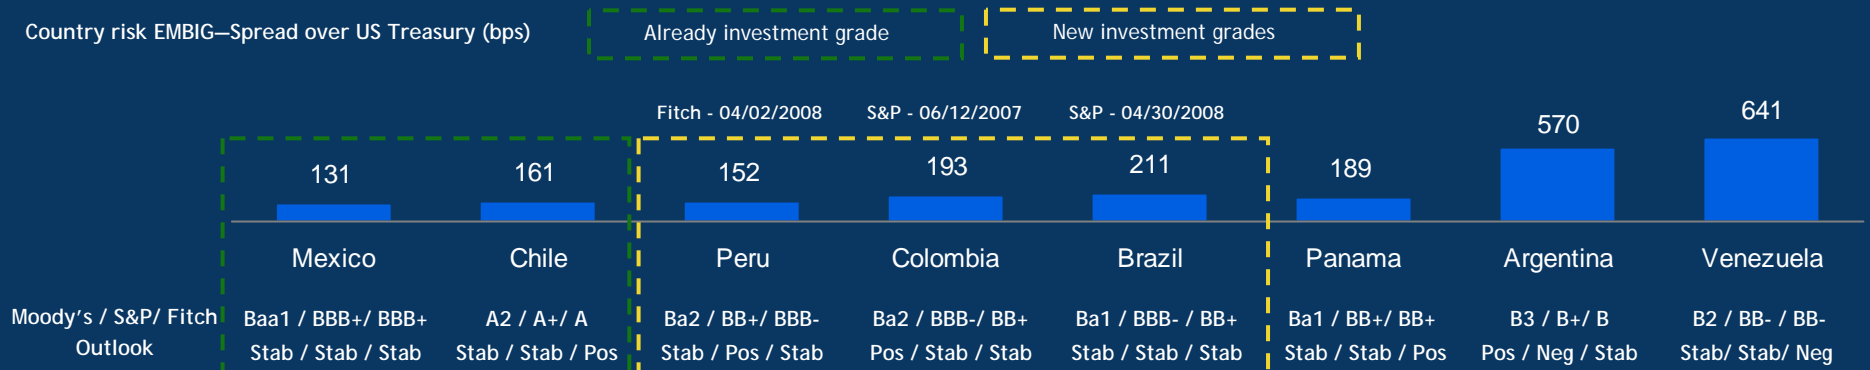 Country risk EMBIG—Spread over US Treasury (bps)
Already investment grade
New investment grades
Fitch - 04/02/2008
S&P - 06/12/2007
S&P - 04/30/2008
131
161
152
193
211
189
570
641
Mexico
Chile
Peru
Colombia
Brazil
Panama
Argentina
Venezuela
Moody's / S&P/ Fitch
Outlook
Baa1 / BBB+/ BBB+
Stab / Stab / Stab
A2 / A+/ A
Stab / Stab / Pos
Ba2 / BB+/ BBB-
Stab / Pos / Stab
Ba2 / BBB-/ BB+
Pos / Stab / Stab
Ba1 / BBB- / BB+
Stab / Stab / Stab
Ba1 / BB+/ BB+
Stab / Stab / Pos
B3 / B+/ B
Pos / Neg / Stab
B2 / BB- / BB-
Stab/ Stab/ Neg